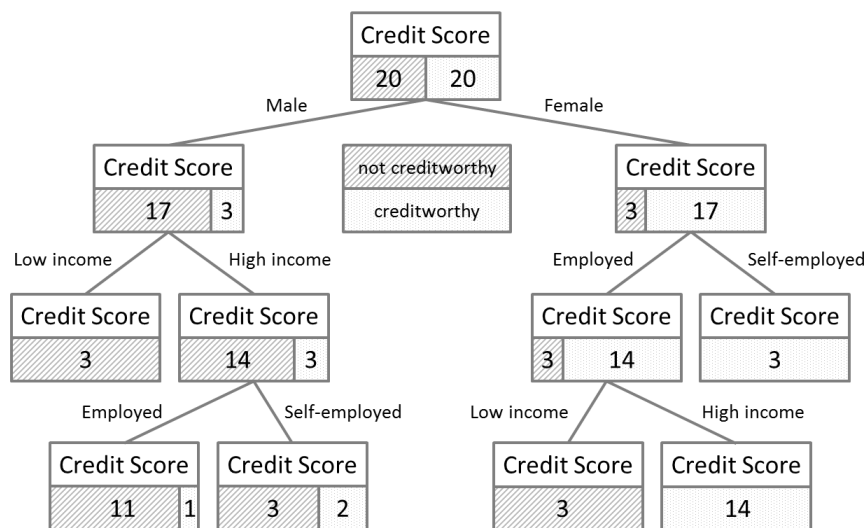 Credit Score
20 20
Male Female
Credit Score
17 3
not creditworthy
creditworthy
Credit Score
3 17
Low income High income
Employed Self-employed
Credit Score
3
Credit Score
14 3
Credit Score
3 14
Credit Score
3
Employed Self-employed
Low income High income
Credit Score
11 1
Credit Score
3 2
Credit Score
3
Credit Score
14